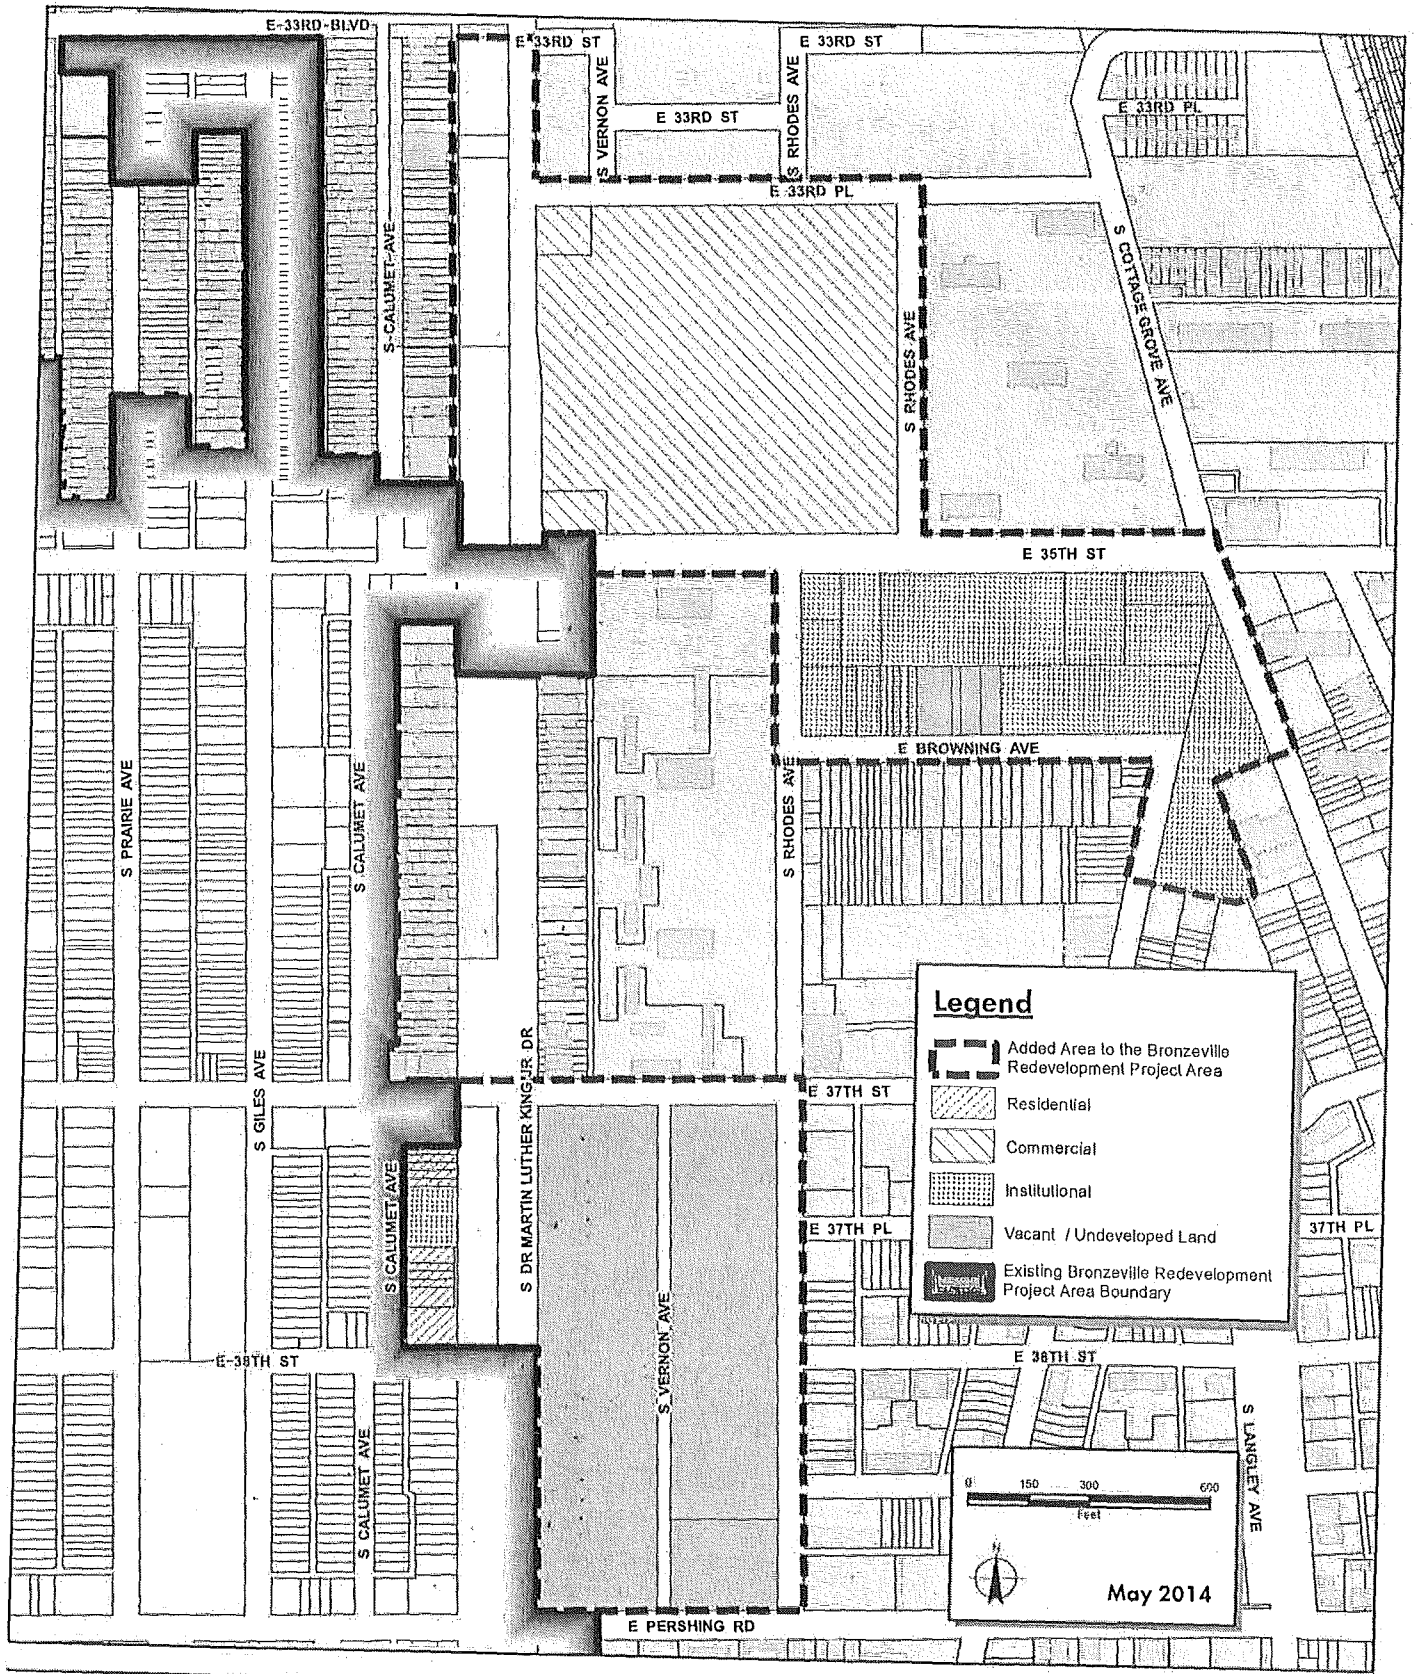 E-33RD-BLVD
E 33RD ST
E 33RD ST
S VERNON AVE
E 33RD ST
S RHODES AVE
E 33RD PL
E 33RD PL
S-CALUMET-AVE
S COTTAGE GROVE AVE
S RHODES AVE
E 35TH ST
E BROWNING AVE
S PRAIRIE AVE
S CALUMET AVE
S RHODES AVE
S GILES AVE
S DR MARTIN LUTHER KING JR DR
E 37TH ST
S CALUMET AVE
E 37TH PL
37TH PL
S VERNON AVE
E-38TH ST
E 38TH ST
S CALUMET AVE
S LANGLEY AVE
E PERSHING RD
Legend
Added Area to the Bronzeville
Redevelopment Project Area
Residential
Commercial
Institutional
Vacant / Undeveloped Land
Existing Bronzeville Redevelopment
Project Area Boundary
0 150 300 600
Feet
N
May 2014